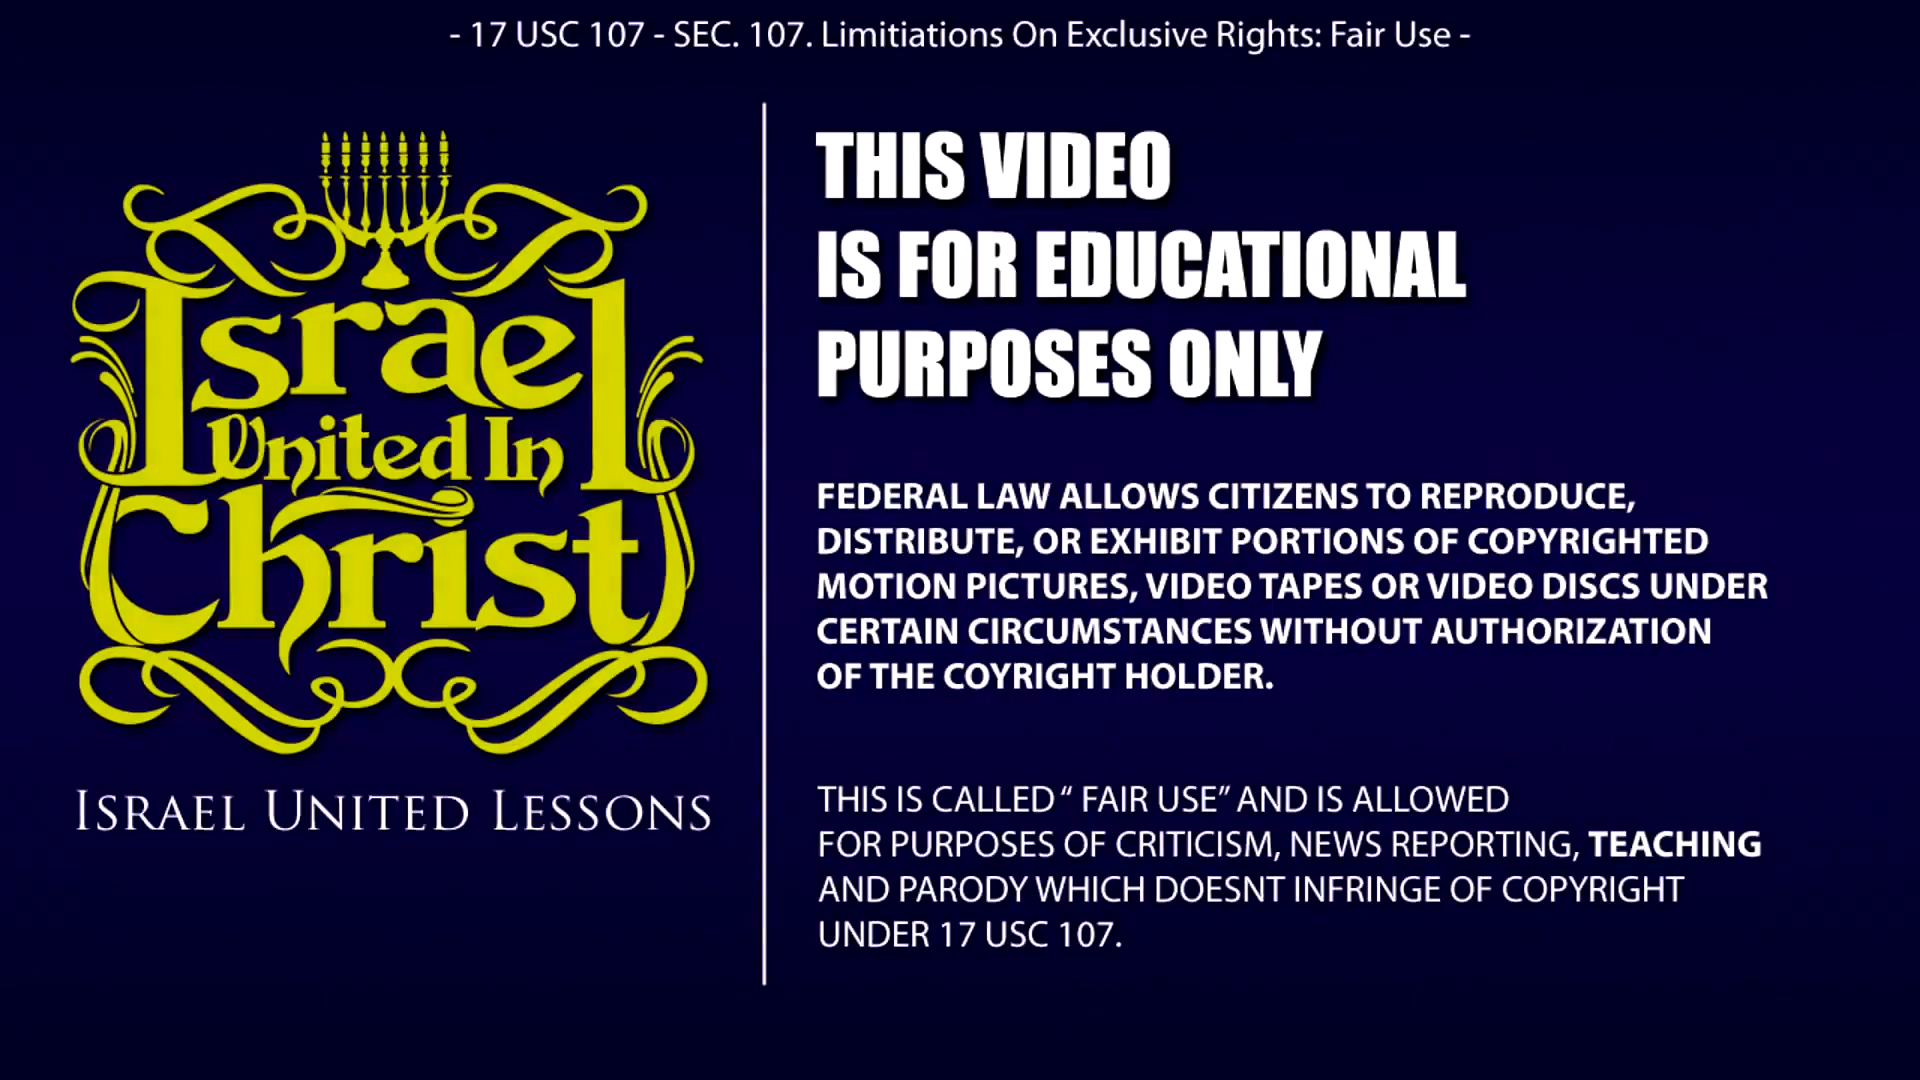 - 17 USC 107 - SEC. 107. Limitiations On Exclusive Rights: Fair Use -
Israel
United In
Christ
ISRAEL UNITED LESSONS
THIS VIDEO
IS FOR EDUCATIONAL
PURPOSES ONLY
FEDERAL LAW ALLOWS CITIZENS TO REPRODUCE,
DISTRIBUTE, OR EXHIBIT PORTIONS OF COPYRIGHTED
MOTION PICTURES, VIDEO TAPES OR VIDEO DISCS UNDER
CERTAIN CIRCUMSTANCES WITHOUT AUTHORIZATION
OF THE COYRIGHT HOLDER.
THIS IS CALLED “ FAIR USE” AND IS ALLOWED
FOR PURPOSES OF CRITICISM, NEWS REPORTING, TEACHING
AND PARODY WHICH DOESNT INFRINGE OF COPYRIGHT
UNDER 17 USC 107.